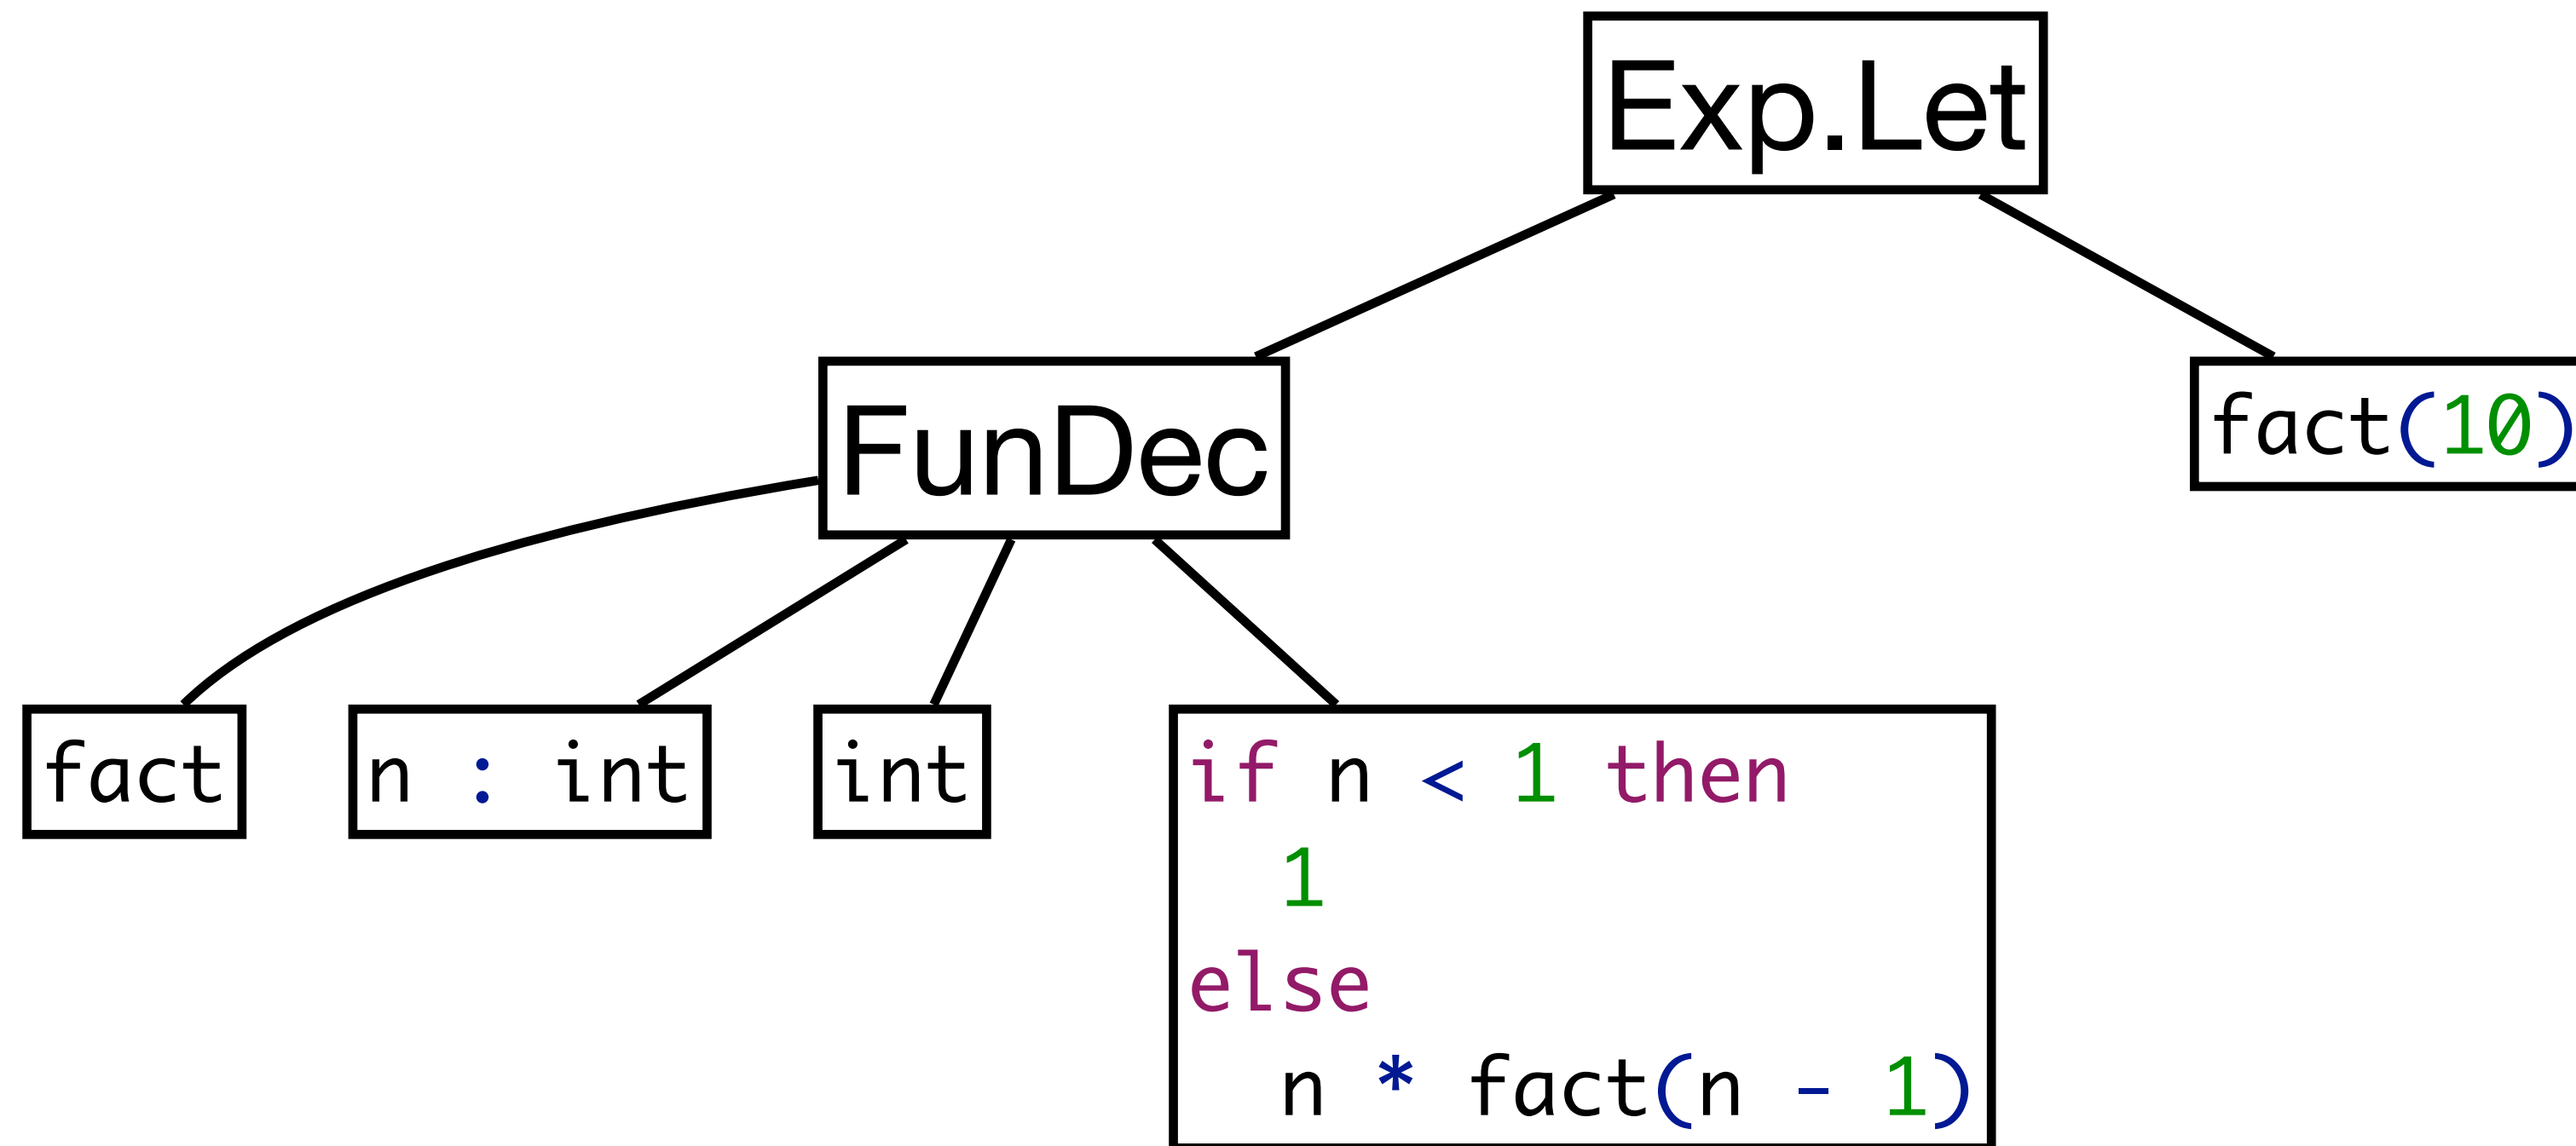 Exp.Let
FunDec
fact(10)
fact
n : int
int
if n < 1 then
  1
else
  n * fact(n - 1)